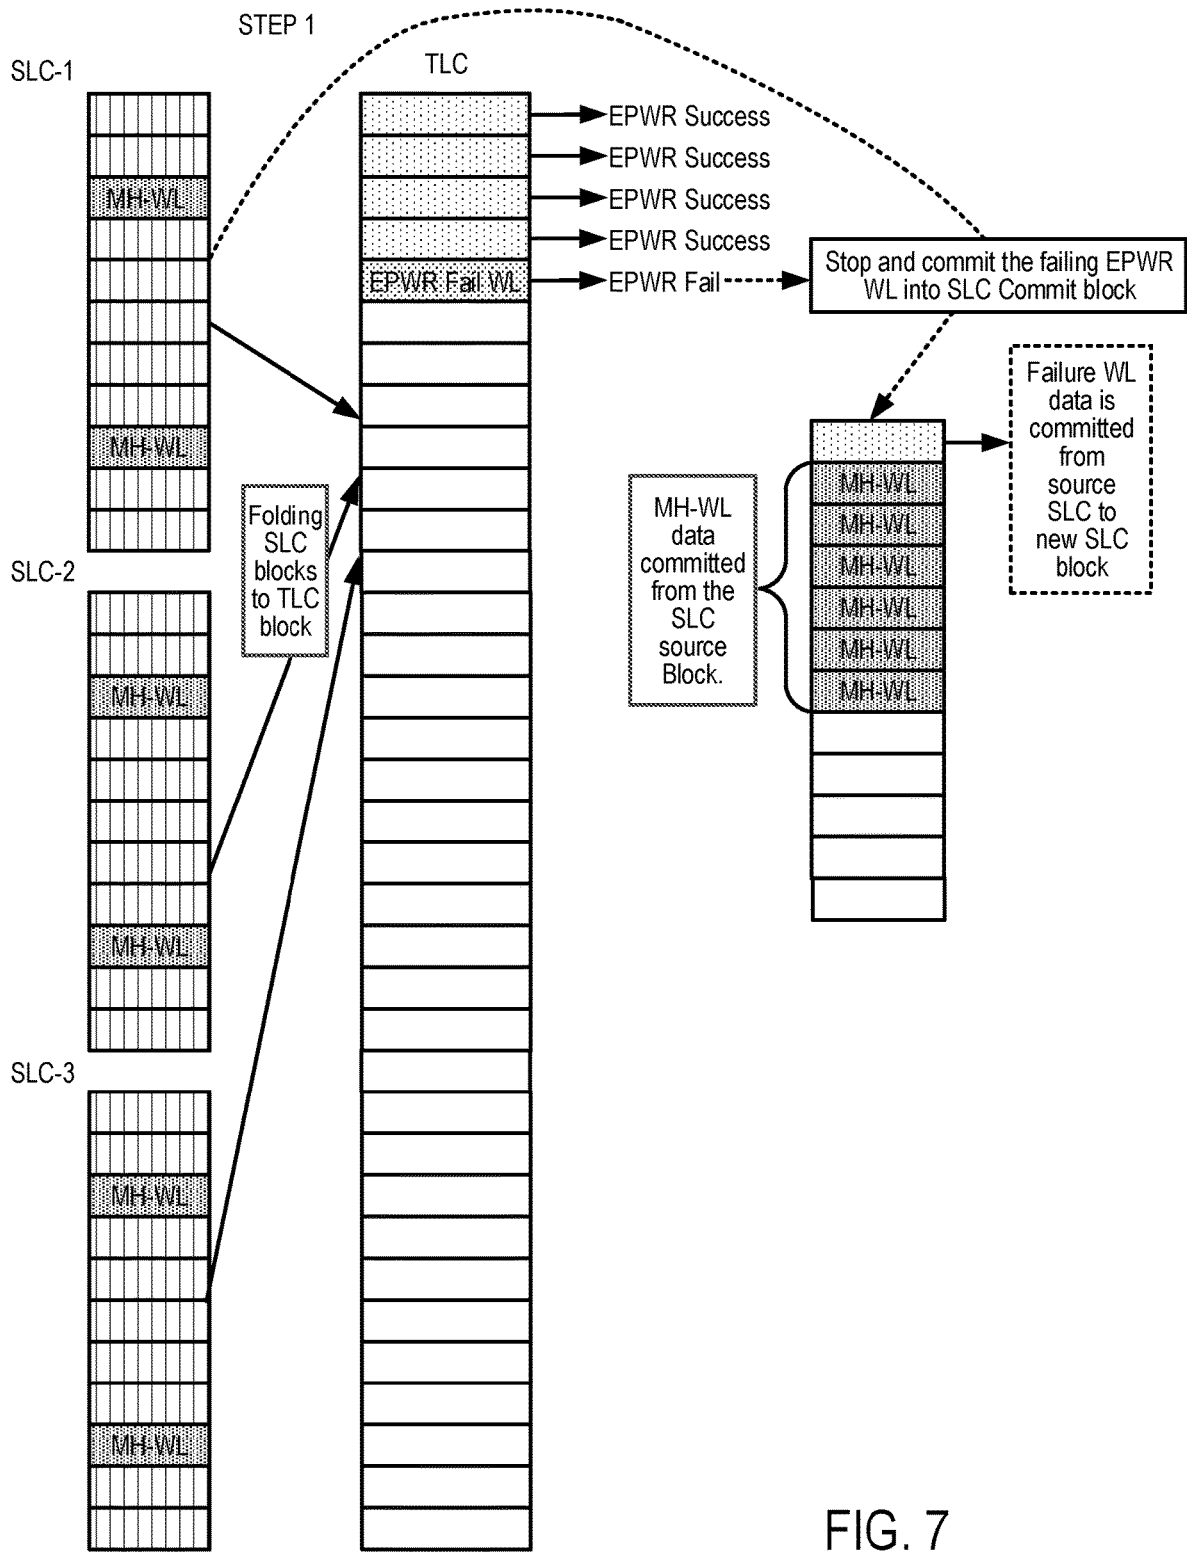 STEP 1
SLC-1
TLC
MH-WL
MH-WL
EPWR Success
EPWR Success
EPWR Success
EPWR Success
EPWR Fail WL
EPWR Fail
Stop and commit the failing EPWR
WL into SLC Commit block
Failure WL
data is
committed
from
source
SLC to
new SLC
block
MH-WL
data
committed
from the
SLC
source
Block.
MH-WL
MH-WL
MH-WL
MH-WL
MH-WL
MH-WL
Folding
SLC
blocks
to TLC
block
SLC-2
MH-WL
MH-WL
SLC-3
MH-WL
MH-WL
FIG. 7